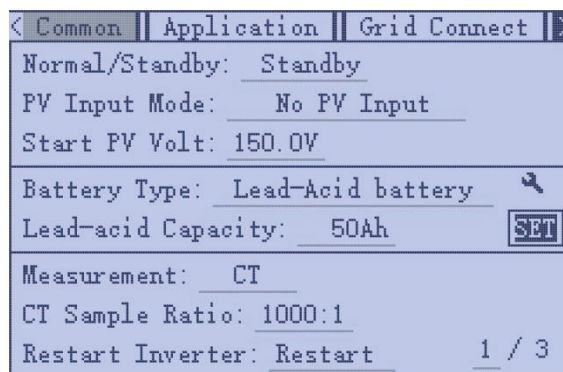 < Common Application Grid Connect
Normal/Standby: Standby
PV Input Mode: No PV Input
Start PV Volt: 150.0V
Battery Type: Lead-Acid battery
Lead-acid Capacity: 50Ah SET
Measurement: CT
CT Sample Ratio: 1000:1
Restart Inverter: Restart 1 / 3